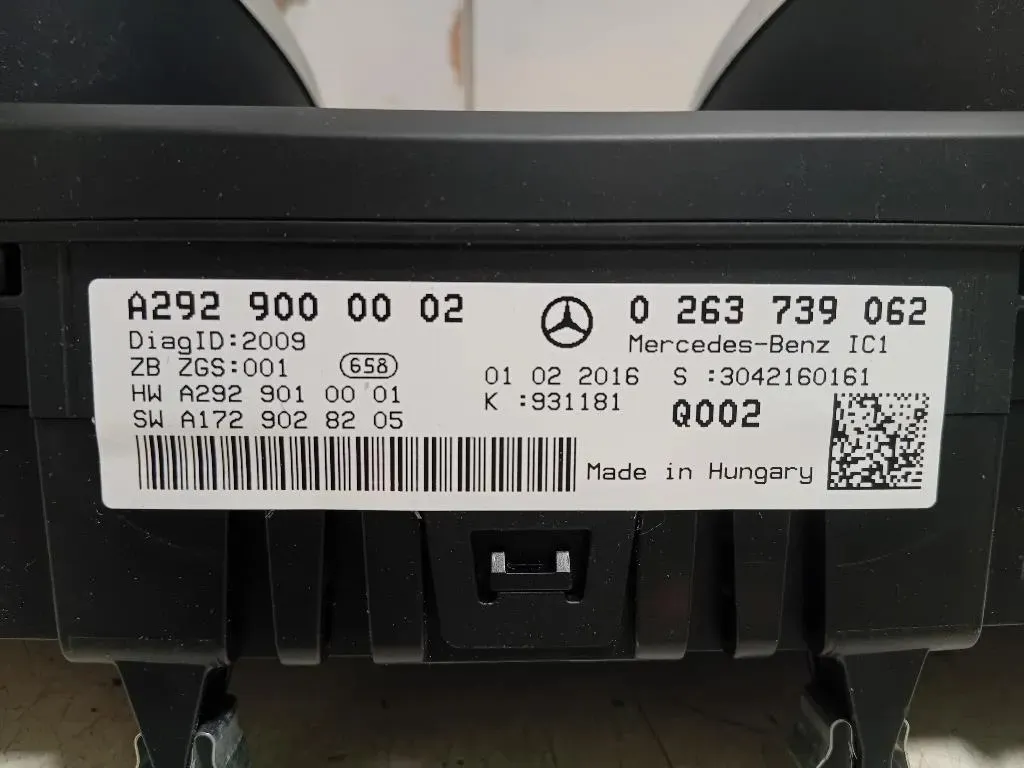 A292 900 00 02
0 263 739 062
DiagID:2009
Mercedes-Benz IC1
ZB ZGS:001
658
01 02 2016 S :3042160161
HW A292 901 00 01
K :931181
Q002
SW A172 902 82 05
Made in Hungary